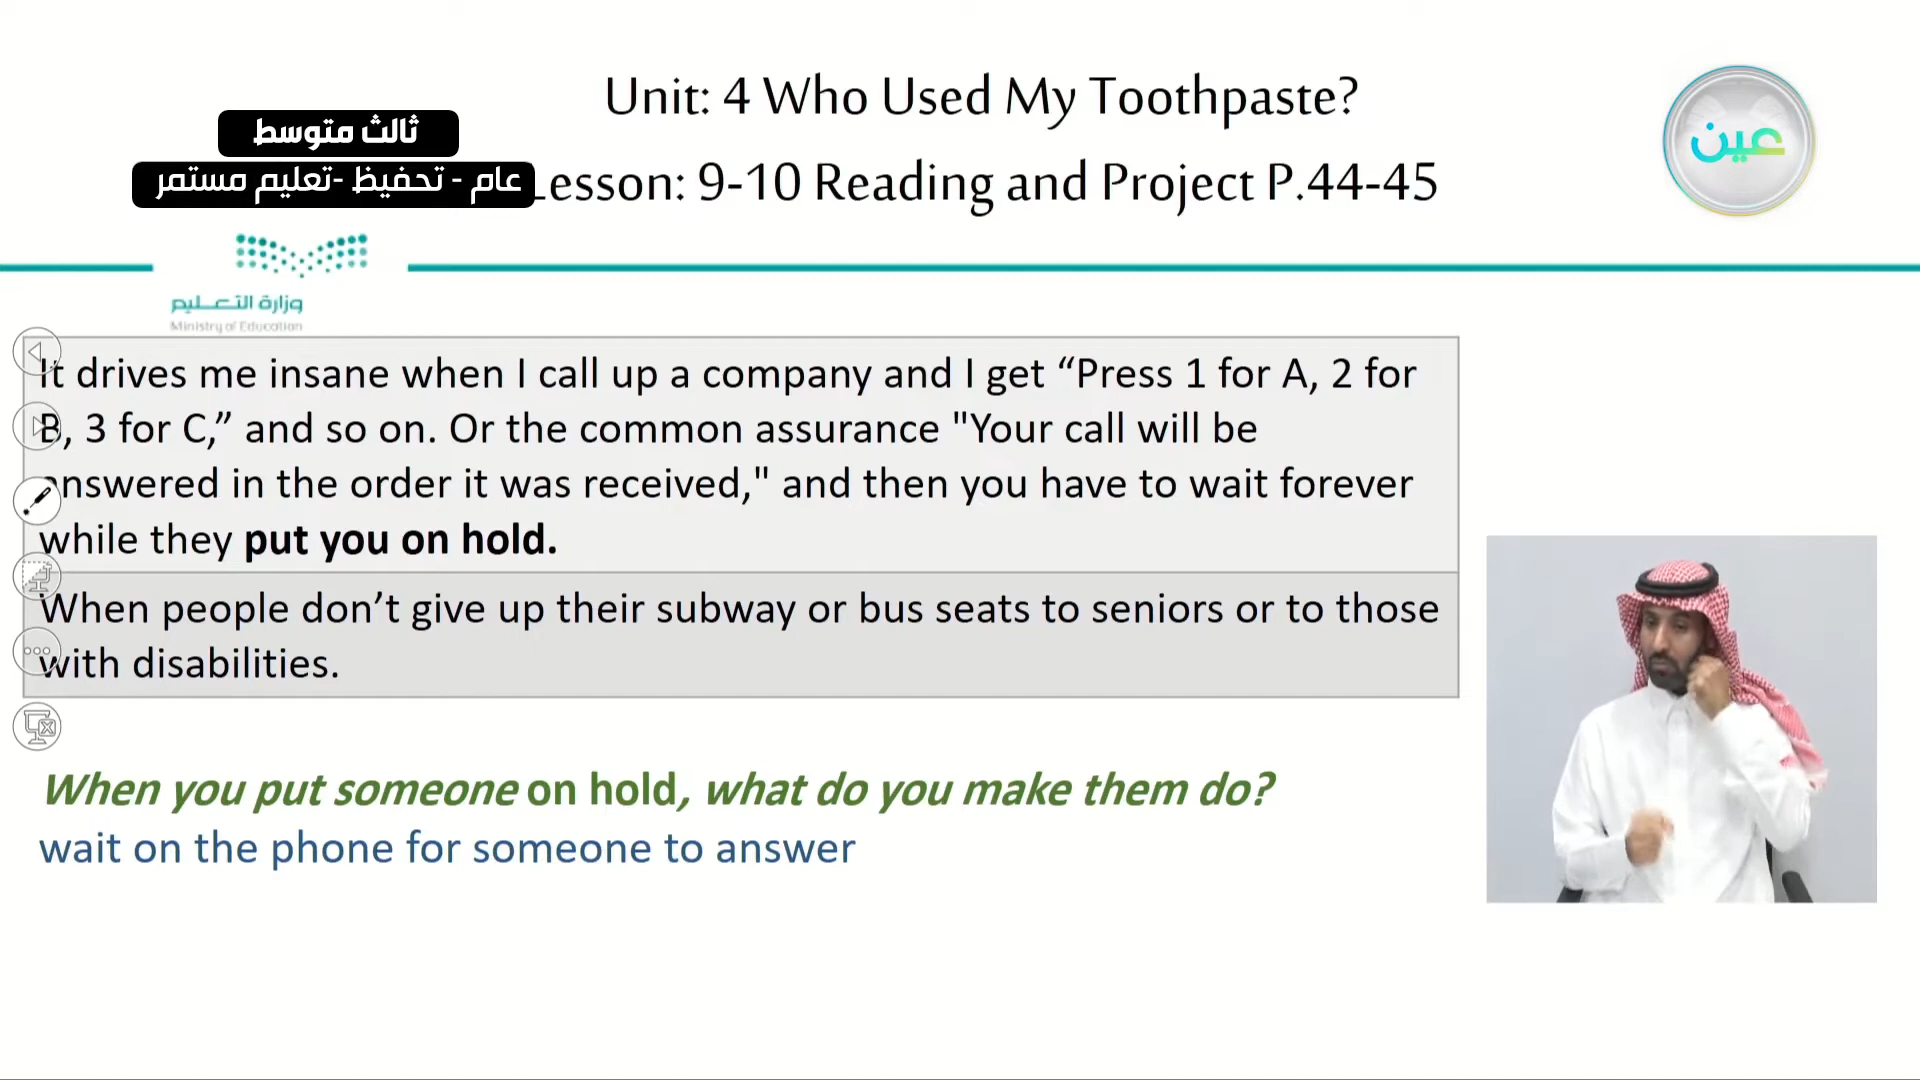 Unit: 4 Who Used My Toothpaste?
ثالث متوسط
عام - تحفيظ -تعليم مستمر
Lesson: 9-10 Reading and Project P.44-45
عين
وزارة التعليم
Ministry of Education
It drives me insane when I call up a company and I get “Press 1 for A, 2 for
B, 3 for C,” and so on. Or the common assurance "Your call will be
answered in the order it was received," and then you have to wait forever
while they put you on hold.
When people don’t give up their subway or bus seats to seniors or to those
with disabilities.
When you put someone on hold, what do you make them do?
wait on the phone for someone to answer